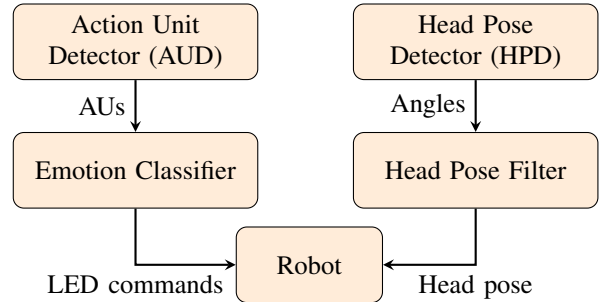 Action Unit
Detector (AUD)
Head Pose
Detector (HPD)
AUs
Angles
Emotion Classifier
Head Pose Filter
Robot
LED commands
Head pose